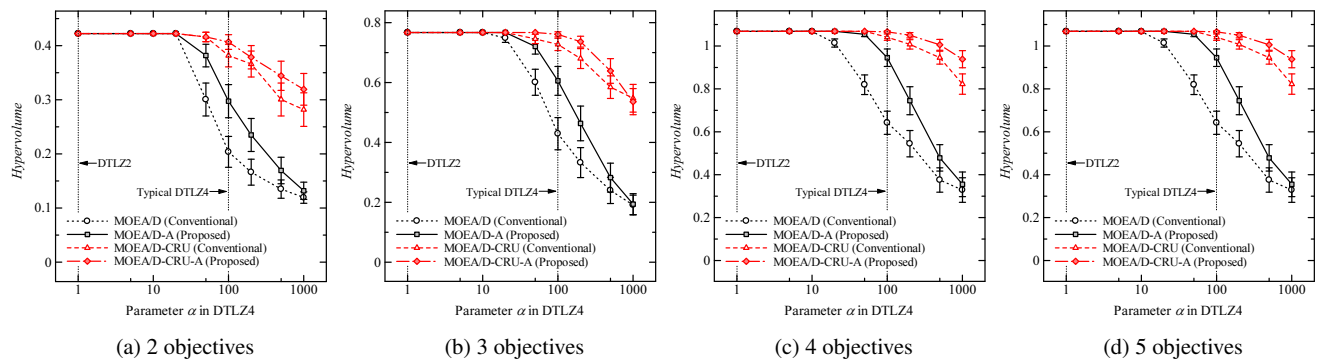 Hypervolume
0.4
0.3
0.2
0.1
0
DTLZ2
Typical DTLZ4
MOEA/D (Conventional)
MOEA/D-A (Proposed)
MOEA/D-CRU (Conventional)
MOEA/D-CRU-A (Proposed)
1 10 100 1000
Parameter α in DTLZ4
(a) 2 objectives
Hypervolume
0.8
0.6
0.4
0.2
0.0
DTLZ2
Typical DTLZ4
MOEA/D (Conventional)
MOEA/D-A (Proposed)
MOEA/D-CRU (Conventional)
MOEA/D-CRU-A (Proposed)
1 10 100 1000
Parameter α in DTLZ4
(b) 3 objectives
Hypervolume
1
0.8
0.6
0.4
0.2
0
DTLZ2
Typical DTLZ4
MOEA/D (Conventional)
MOEA/D-A (Proposed)
MOEA/D-CRU (Conventional)
MOEA/D-CRU-A (Proposed)
1 10 100 1000
Parameter α in DTLZ4
(c) 4 objectives
Hypervolume
1
0.8
0.6
0.4
0.2
0
DTLZ2
Typical DTLZ4
MOEA/D (Conventional)
MOEA/D-A (Proposed)
MOEA/D-CRU (Conventional)
MOEA/D-CRU-A (Proposed)
1 10 100 1000
Parameter α in DTLZ4
(d) 5 objectives